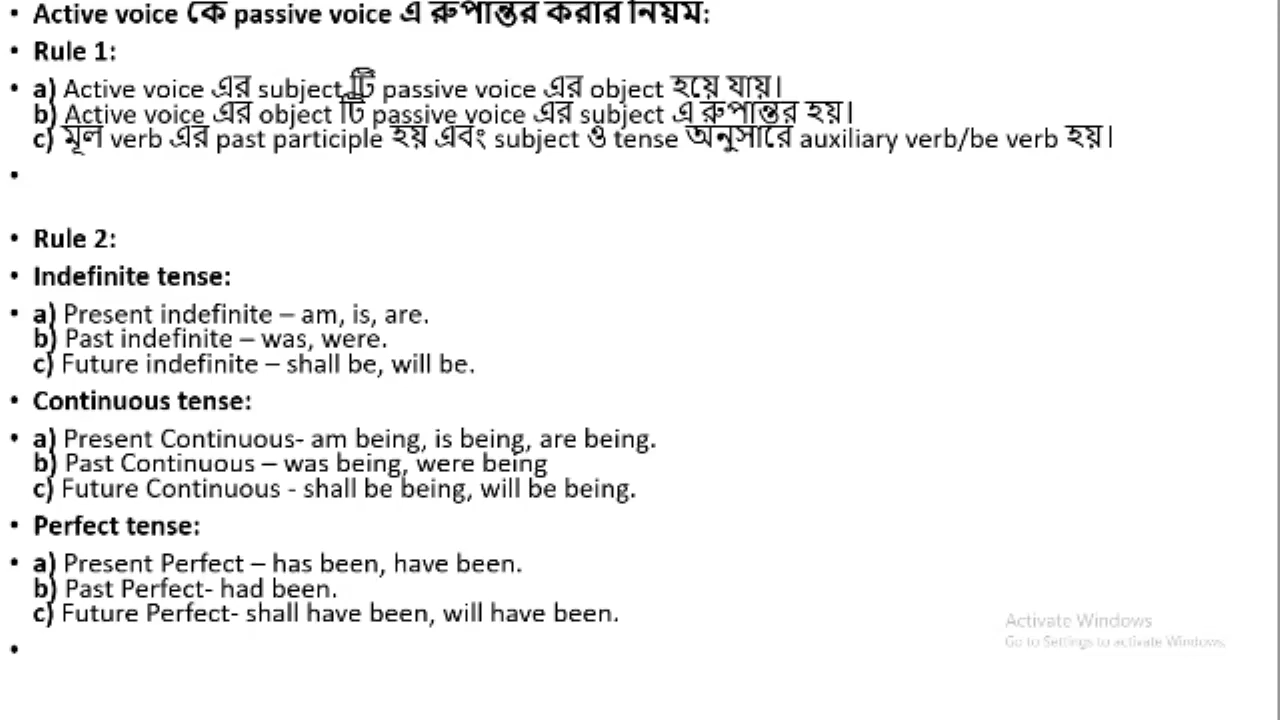 • Active voice কে passive voice এ রুপান্তর করার নিয়ম:
• Rule 1:
• a) Active voice এর subject টি passive voice এর object হয়ে যায়।
b) Active voice এর object টি passive voice এর subject এ রুপান্তর হয়।
c) মূল verb এর past participle হয় এবং subject ও tense অনুসারে auxiliary verb/be verb হয়।
•
• Rule 2:
• Indefinite tense:
• a) Present indefinite – am, is, are.
b) Past indefinite – was, were.
c) Future indefinite – shall be, will be.
• Continuous tense:
• a) Present Continuous- am being, is being, are being.
b) Past Continuous – was being, were being
c) Future Continuous - shall be being, will be being.
• Perfect tense:
• a) Present Perfect – has been, have been.
b) Past Perfect- had been.
c) Future Perfect- shall have been, will have been.
•
Activate Windows
Go to Settings to activate Windows.